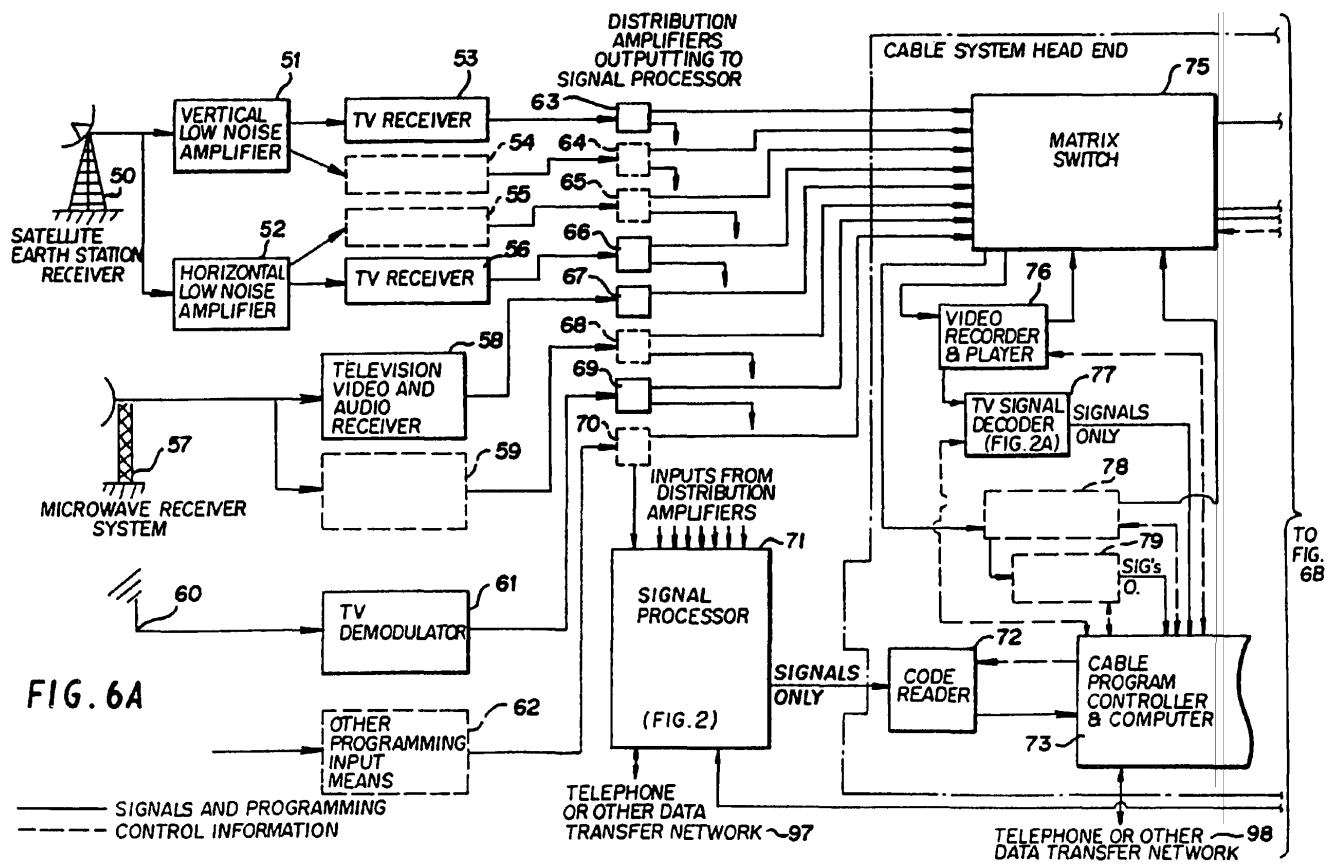 DISTRIBUTION
AMPLIFIERS
OUTPUTTING TO
SIGNAL PROCESSOR
CABLE SYSTEM HEAD END
51
53
63
75
VERTICAL
LOW NOISE
AMPLIFIER
TV RECEIVER
MATRIX
SWITCH
54
64
50
55
65
SATELLITE
EARTH STATION
RECEIVER
52
66
HORIZONTAL
LOW NOISE
AMPLIFIER
TV RECEIVER
56
67
76
VIDEO
RECORDER
& PLAYER
68
58
TELEVISION
VIDEO AND
AUDIO
RECEIVER
69
77
TV SIGNAL
DECODER
(FIG. 2A)
SIGNALS
ONLY
70
57
59
MICROWAVE RECEIVER
SYSTEM
INPUTS FROM
DISTRIBUTION
AMPLIFIERS
78
71
79
SIG's
O.
TO
FIG.
6B
60
61
TV
DEMODULATOR
SIGNAL
PROCESSOR
(FIG. 2)
72
SIGNALS
ONLY
CODE
READER
CABLE
PROGRAM
CONTROLLER
& COMPUTER
73
FIG. 6A
62
OTHER
PROGRAMMING
INPUT
MEANS
SIGNALS AND PROGRAMMING
CONTROL INFORMATION
TELEPHONE
OR OTHER DATA
TRANSFER NETWORK ~97
TELEPHONE OR OTHER ~98
DATA TRANSFER NETWORK